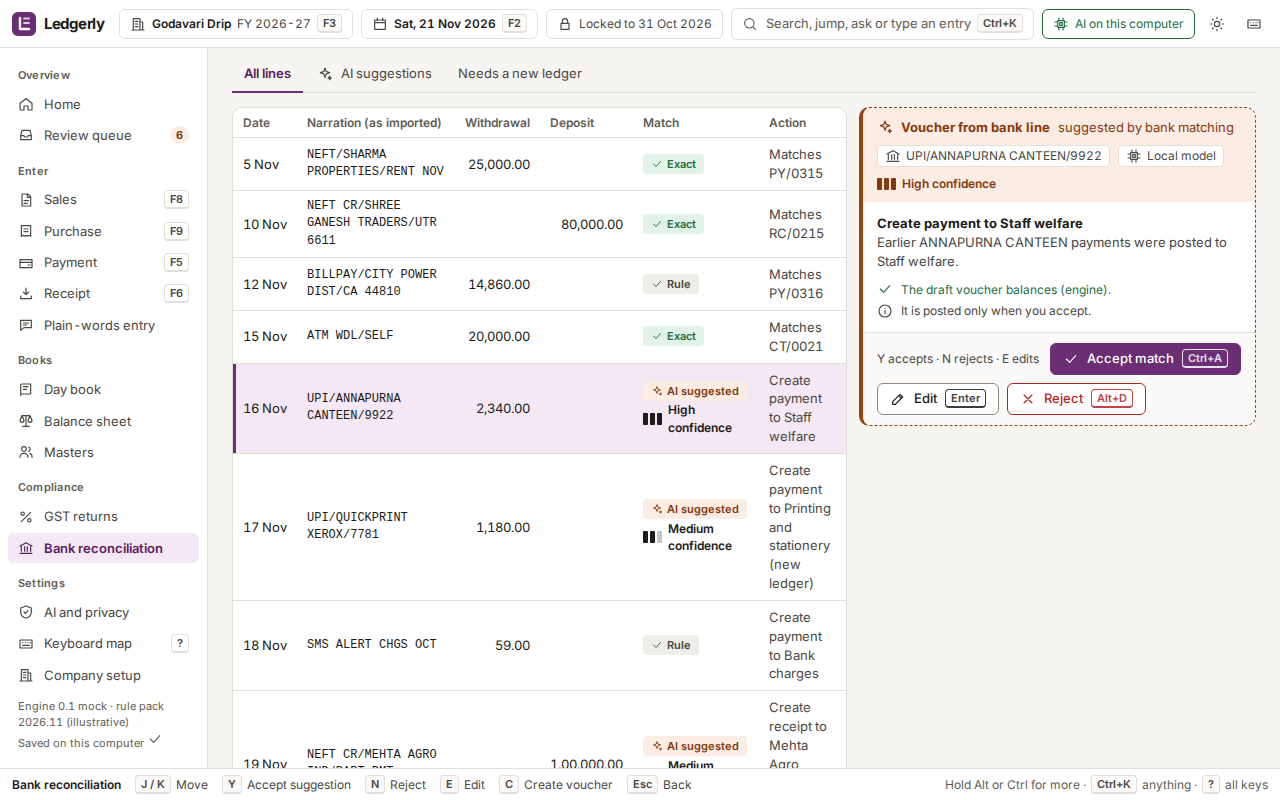 Ledgerly
Godavari Drip FY 2026-27 F3
Sat, 21 Nov 2026 F2
Locked to 31 Oct 2026
Search, jump, ask or type an entry Ctrl+K
AI on this computer
Overview
Home
Review queue 6
Enter
Sales F8
Purchase F9
Payment F5
Receipt F6
Plain-words entry
Books
Day book
Balance sheet
Masters
Compliance
GST returns
Bank reconciliation
Settings
AI and privacy
Keyboard map ?
Company setup
Engine 0.1 mock · rule pack
2026.11 (illustrative)
Saved on this computer
All lines
AI suggestions
Needs a new ledger
Date Narration (as imported) Withdrawal Deposit Match Action
5 Nov
NEFT/SHARMA
PROPERTIES/RENT NOV
25,000.00
Exact
Matches
PY/0315
10 Nov
NEFT CR/SHREE
GANESH TRADERS/UTR
6611
80,000.00
Exact
Matches
RC/0215
12 Nov
BILLPAY/CITY POWER
DIST/CA 44810
14,860.00
Rule
Matches
PY/0316
15 Nov
ATM WDL/SELF
20,000.00
Exact
Matches
CT/0021
16 Nov
UPI/ANNAPURNA
CANTEEN/9922
2,340.00
AI suggested
High
confidence
Create
payment
to Staff
welfare
17 Nov
UPI/QUICKPRINT
XEROX/7781
1,180.00
AI suggested
Medium
confidence
Create
payment
to Printing
and
stationery
(new
ledger)
18 Nov
SMS ALERT CHGS OCT
59.00
Rule
Create
payment
to Bank
charges
19 Nov
NEFT CR/MEHTA AGRO
1,00,000.00
AI suggested
Medium
Create
receipt to
Mehta
Agro
Voucher from bank line suggested by bank matching
UPI/ANNAPURNA CANTEEN/9922
Local model
High confidence
Create payment to Staff welfare
Earlier ANNAPURNA CANTEEN payments were posted to
Staff welfare.
The draft voucher balances (engine).
It is posted only when you accept.
Y accepts · N rejects · E edits
Accept match Ctrl+A
Edit Enter
Reject Alt+D
Bank reconciliation J / K Move Y Accept suggestion N Reject E Edit C Create voucher Esc Back
Hold Alt or Ctrl for more · Ctrl+K anything · ? all keys